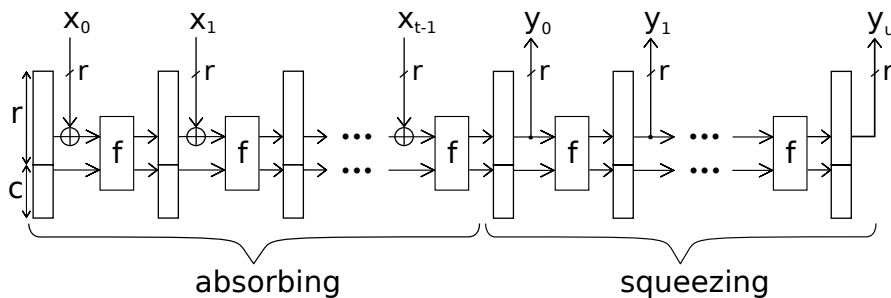 x0 x1 xt-1 y0 y1 yu
r r r r r r
r f f f f f
c
absorbing squeezing